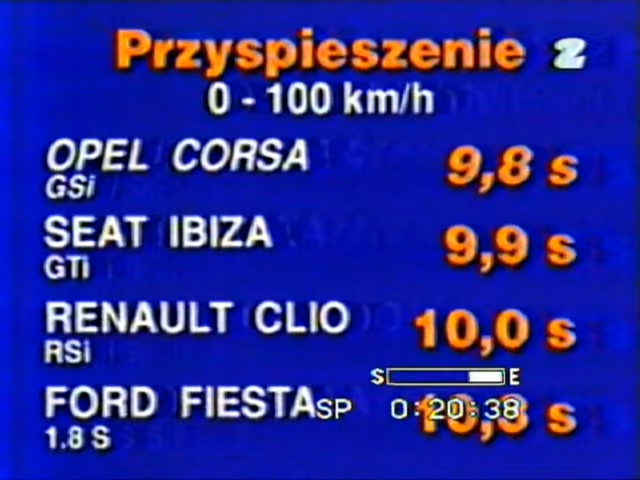 Przyspieszenie 2
0 - 100 km/h
OPEL CORSA 9,8 s
GSi
SEAT IBIZA 9,9 s
GTi
RENAULT CLIO 10,0 s
RSi
S E
FORD FIESTA s
SP 0:20:38
1.8 S